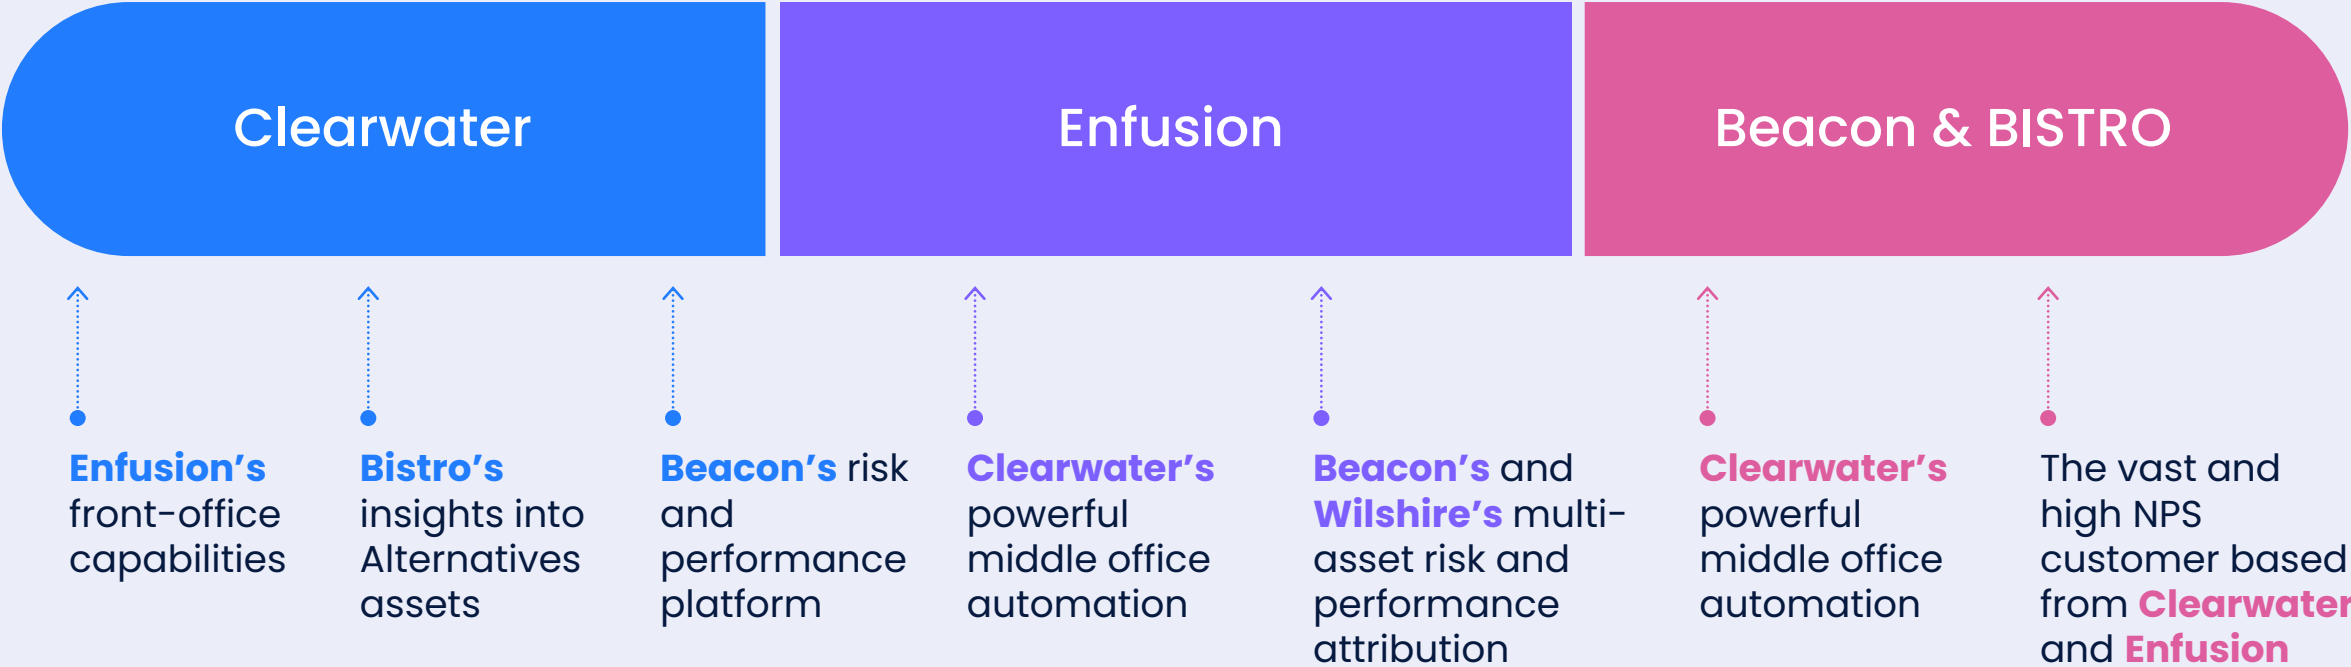 Clearwater
Enfusion
Beacon & BISTRO
Enfusion's
front-office
capabilities
Bistro's
insights into
Alternatives
assets
Beacon's risk
and
performance
platform
Clearwater's
powerful
middle office
automation
Beacon's and
Wilshire's multi-
asset risk and
performance
attribution
Clearwater's
powerful
middle office
automation
The vast and
high NPS
customer based
from Clearwater
and Enfusion